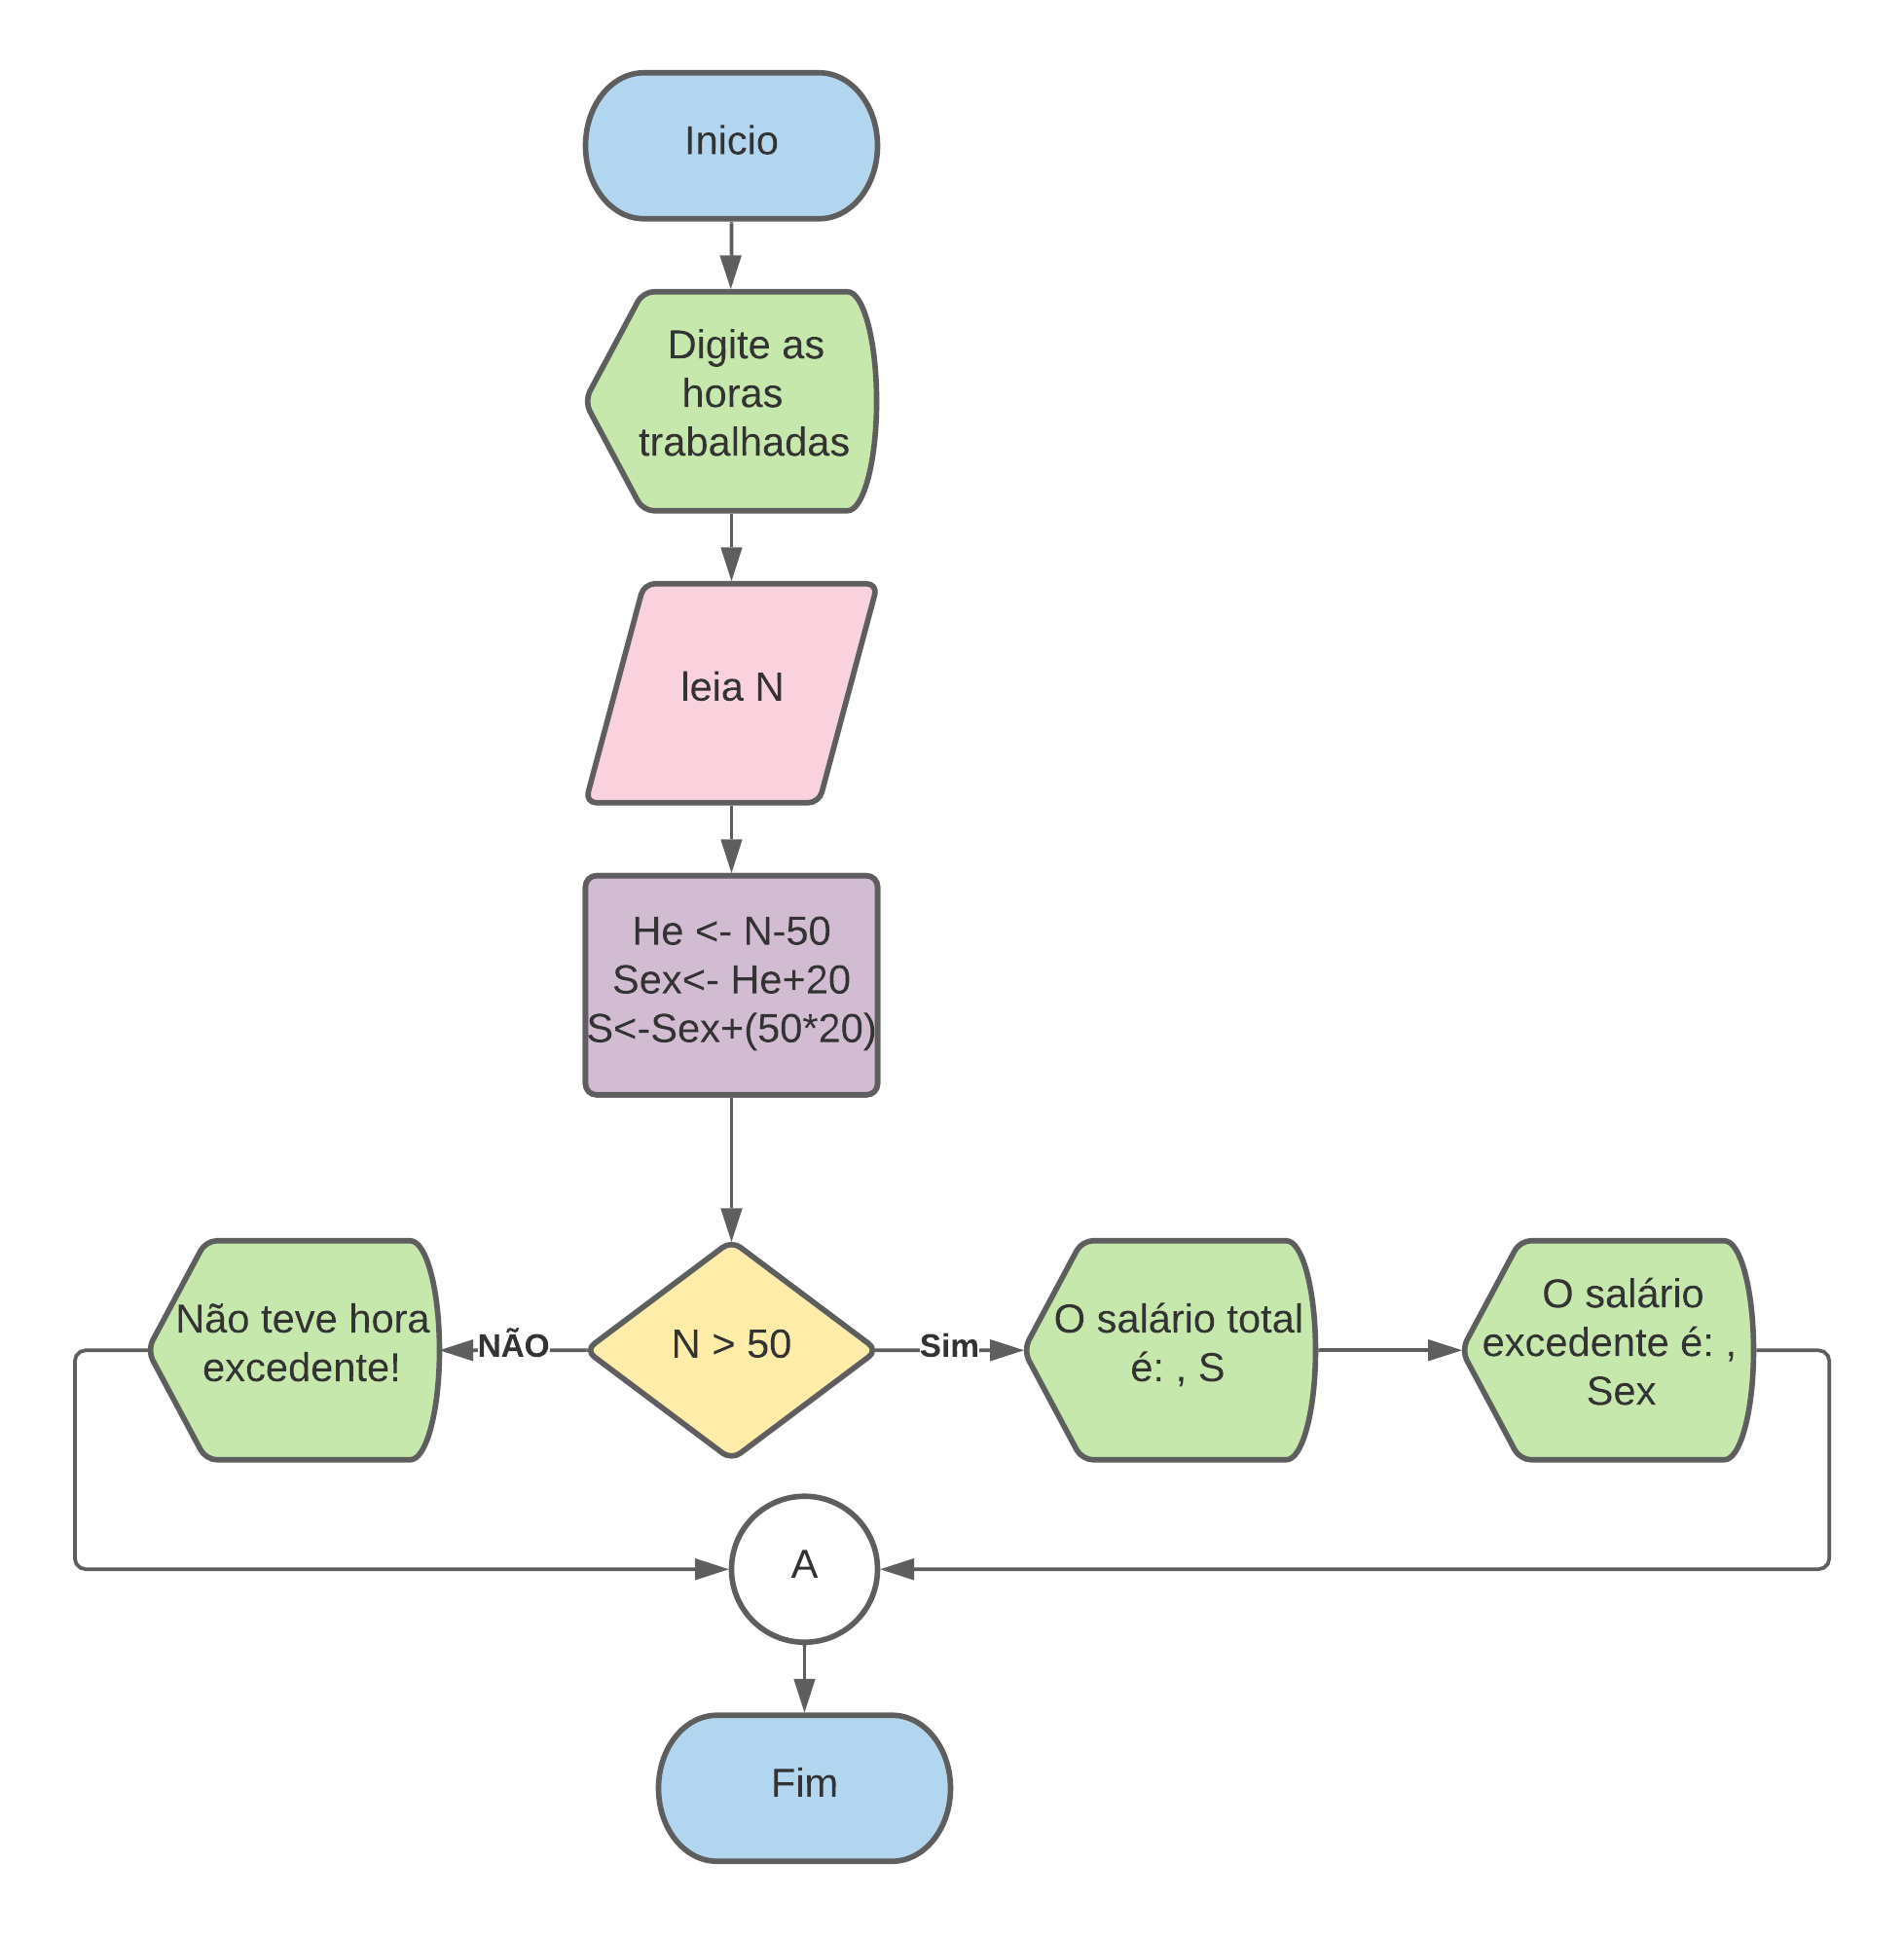 Inicio
Digite as
horas
trabalhadas
leia N
He <- N-50
Sex<- He+20
S<-Sex+(50*20)
Não teve hora
excedente!
NÃO
N > 50
Sim
O salário total
é: , S
O salário
excedente é: ,
Sex
A
Fim